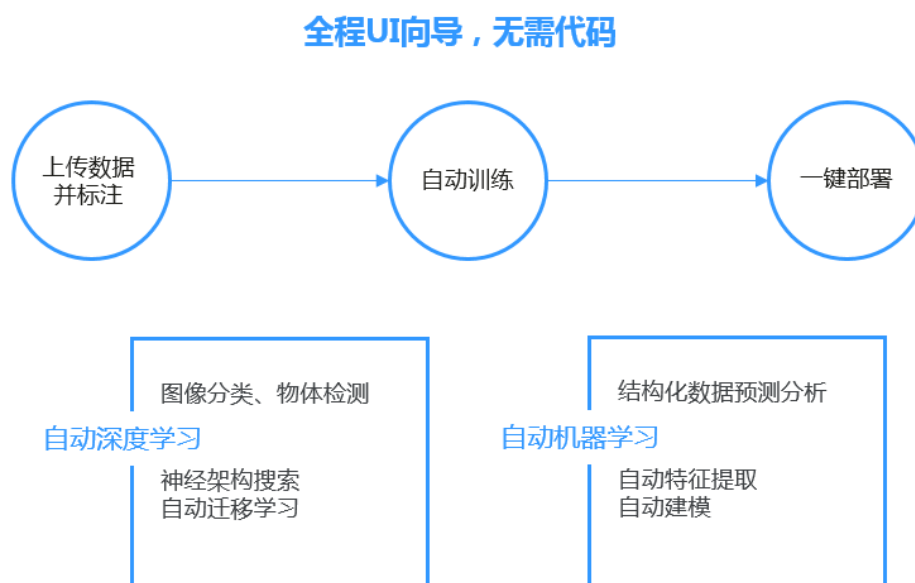 全程UI向导，无需代码
上传数据
并标注
自动训练
一键部署
图像分类、物体检测
自动深度学习
神经架构搜索
自动迁移学习
结构化数据预测分析
自动机器学习
自动特征提取
自动建模